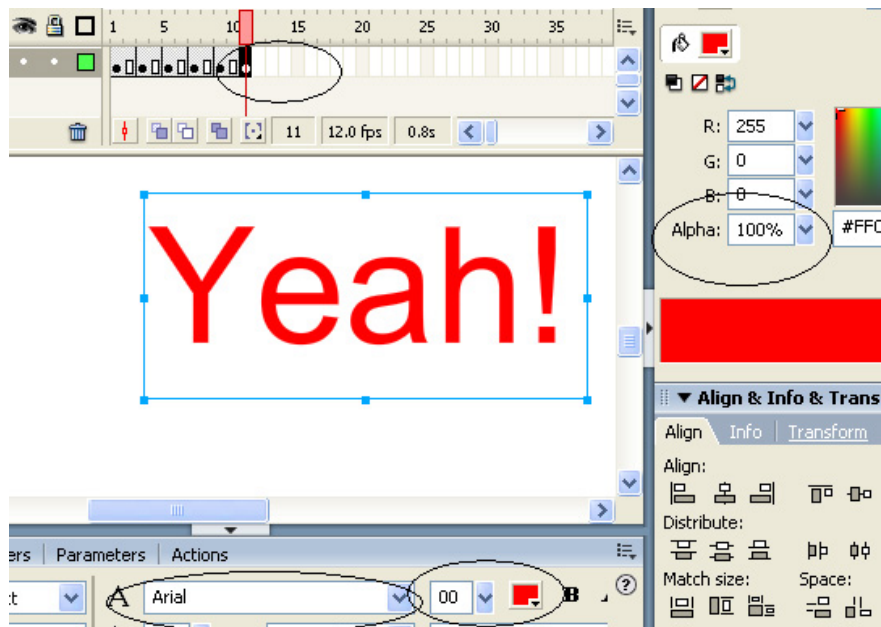 1 5 10 15 20 25 30 35
11 12.0 fps 0.8s
R: 255
G: 0
B: 0
Alpha: 100% #FF0
Yeah!
Align & Info & Trans
Align Info Transform
Align:
Distribute:
Match size: Space:
ers Parameters Actions
ct A Arial 00 B